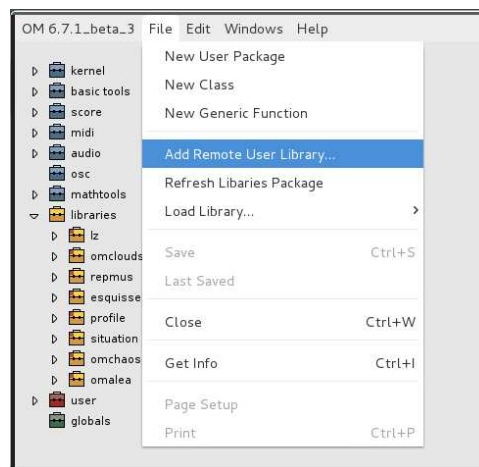 OM 6.7.1_beta_3 File Edit Windows Help
kernel
basic tools
score
midi
audio
osc
mathtools
libraries
lz
omclouds
repmus
esquisse
profile
situation
omchaos
omalea
user
globals
New User Package
New Class
New Generic Function
Add Remote User Library...
Refresh Libaries Package
Load Library...
Save Ctrl+S
Last Saved
Close Ctrl+W
Get Info Ctrl+I
Page Setup
Print Ctrl+P